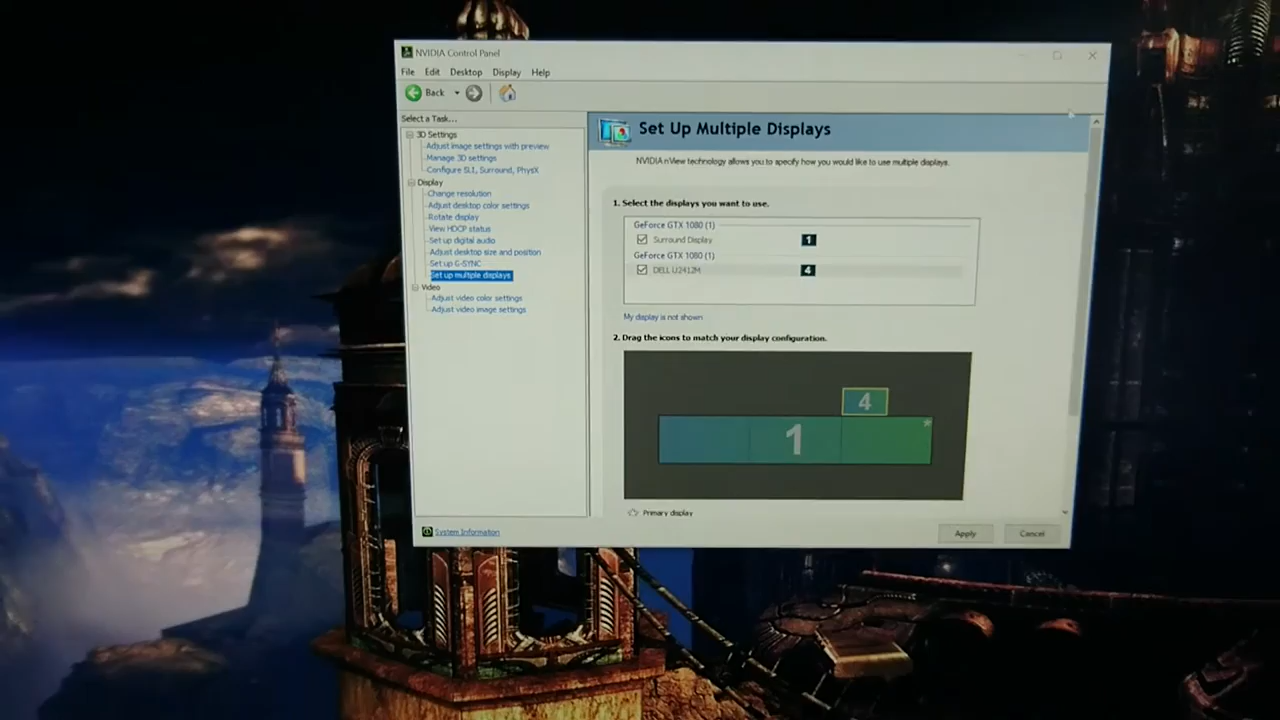 NVIDIA Control Panel
File Edit Desktop Display Help
Back
Select a Task...
3D Settings
Adjust image settings with preview
Manage 3D settings
Configure SLI, Surround, PhysX
Display
Change resolution
Adjust desktop color settings
Rotate display
View HDCP status
Set up digital audio
Adjust desktop size and position
Set up G-SYNC
Set up multiple displays
Video
Adjust video color settings
Adjust video image settings
System Information
Set Up Multiple Displays
NVIDIA nView technology allows you to specify how you would like to use multiple displays.
1. Select the displays you want to use.
GeForce GTX 1080 (1)
Surround Display 1
GeForce GTX 1080 (1)
DELL U2412M 4
My display is not shown
2. Drag the icons to match your display configuration.
4
1
Primary display
Apply Cancel